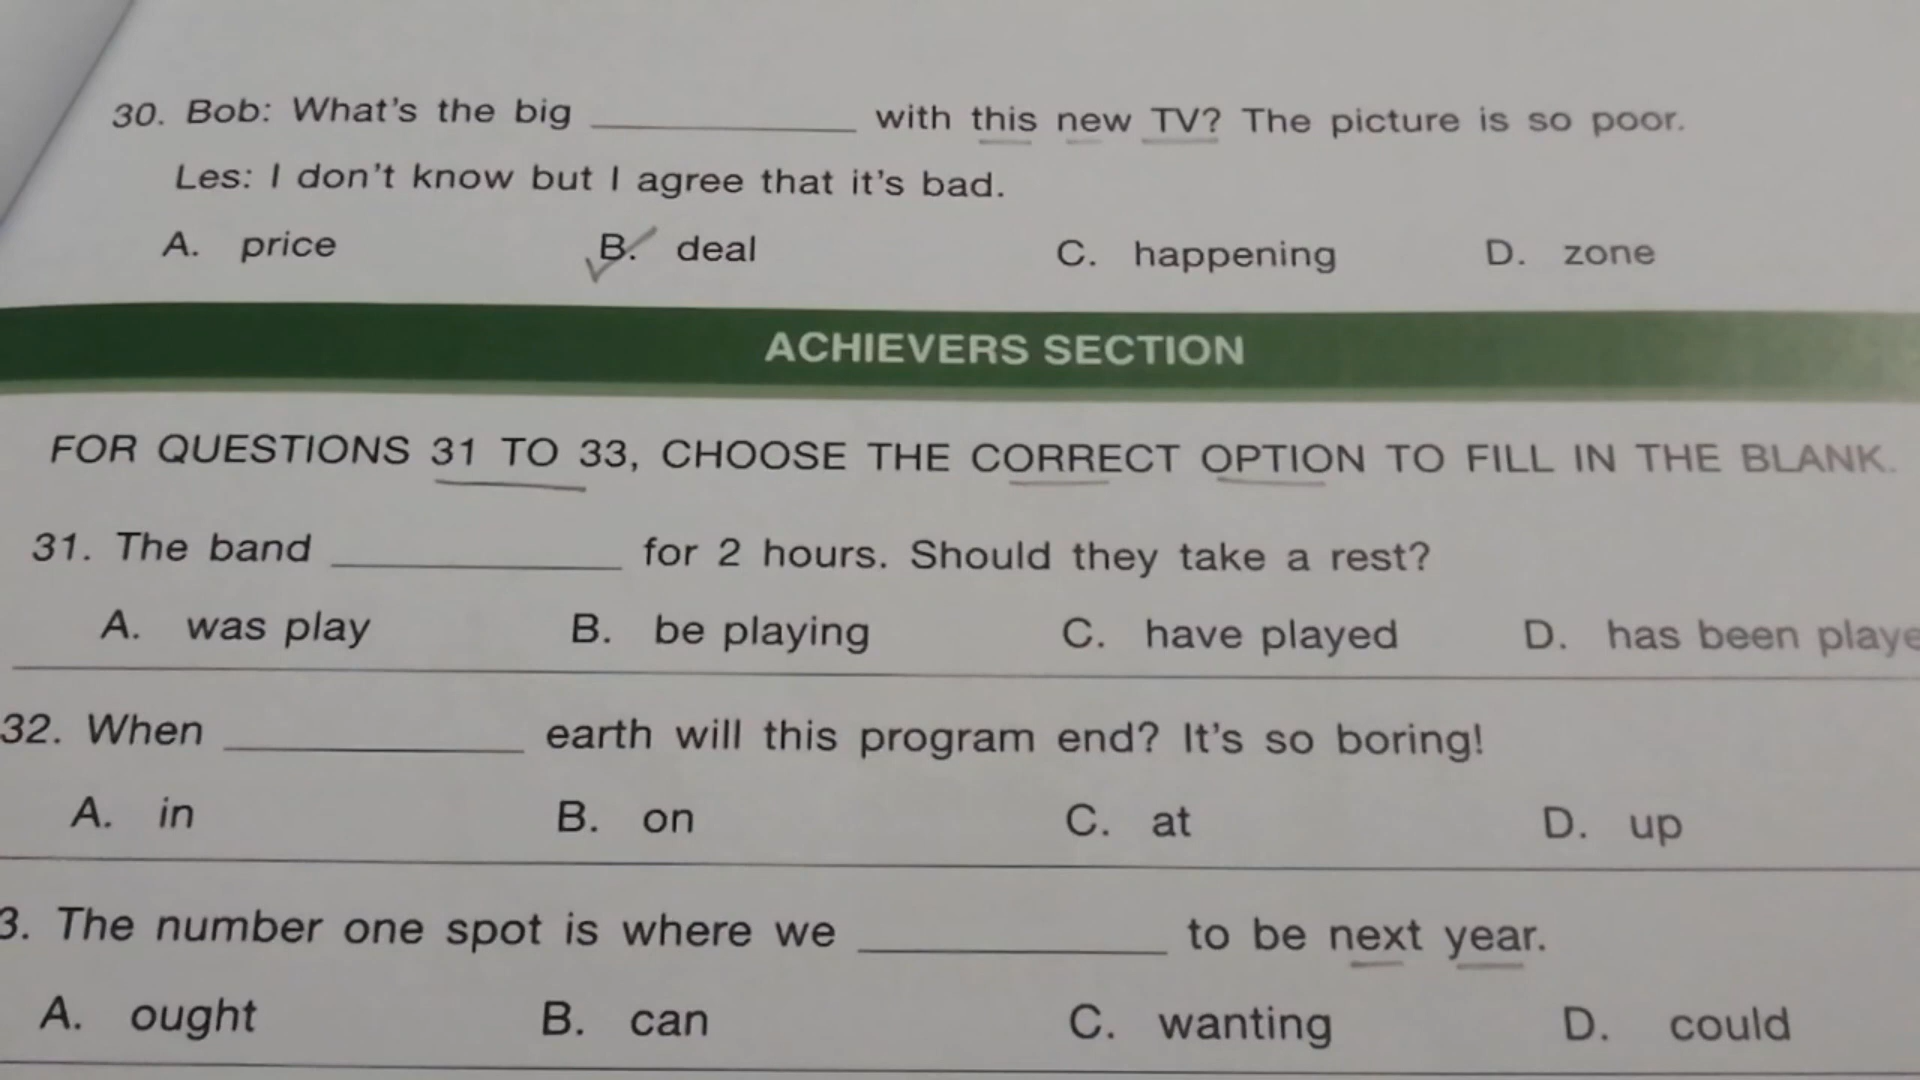 30. Bob: What's the big ____________ with this new TV? The picture is so poor.
Les: I don't know but I agree that it's bad.
A. price B. deal C. happening D. zone
ACHIEVERS SECTION
FOR QUESTIONS 31 TO 33, CHOOSE THE CORRECT OPTION TO FILL IN THE BLANK.
31. The band ____________ for 2 hours. Should they take a rest?
A. was play B. be playing C. have played D. has been playe
32. When ____________ earth will this program end? It's so boring!
A. in B. on C. at D. up
3. The number one spot is where we ____________ to be next year.
A. ought B. can C. wanting D. could